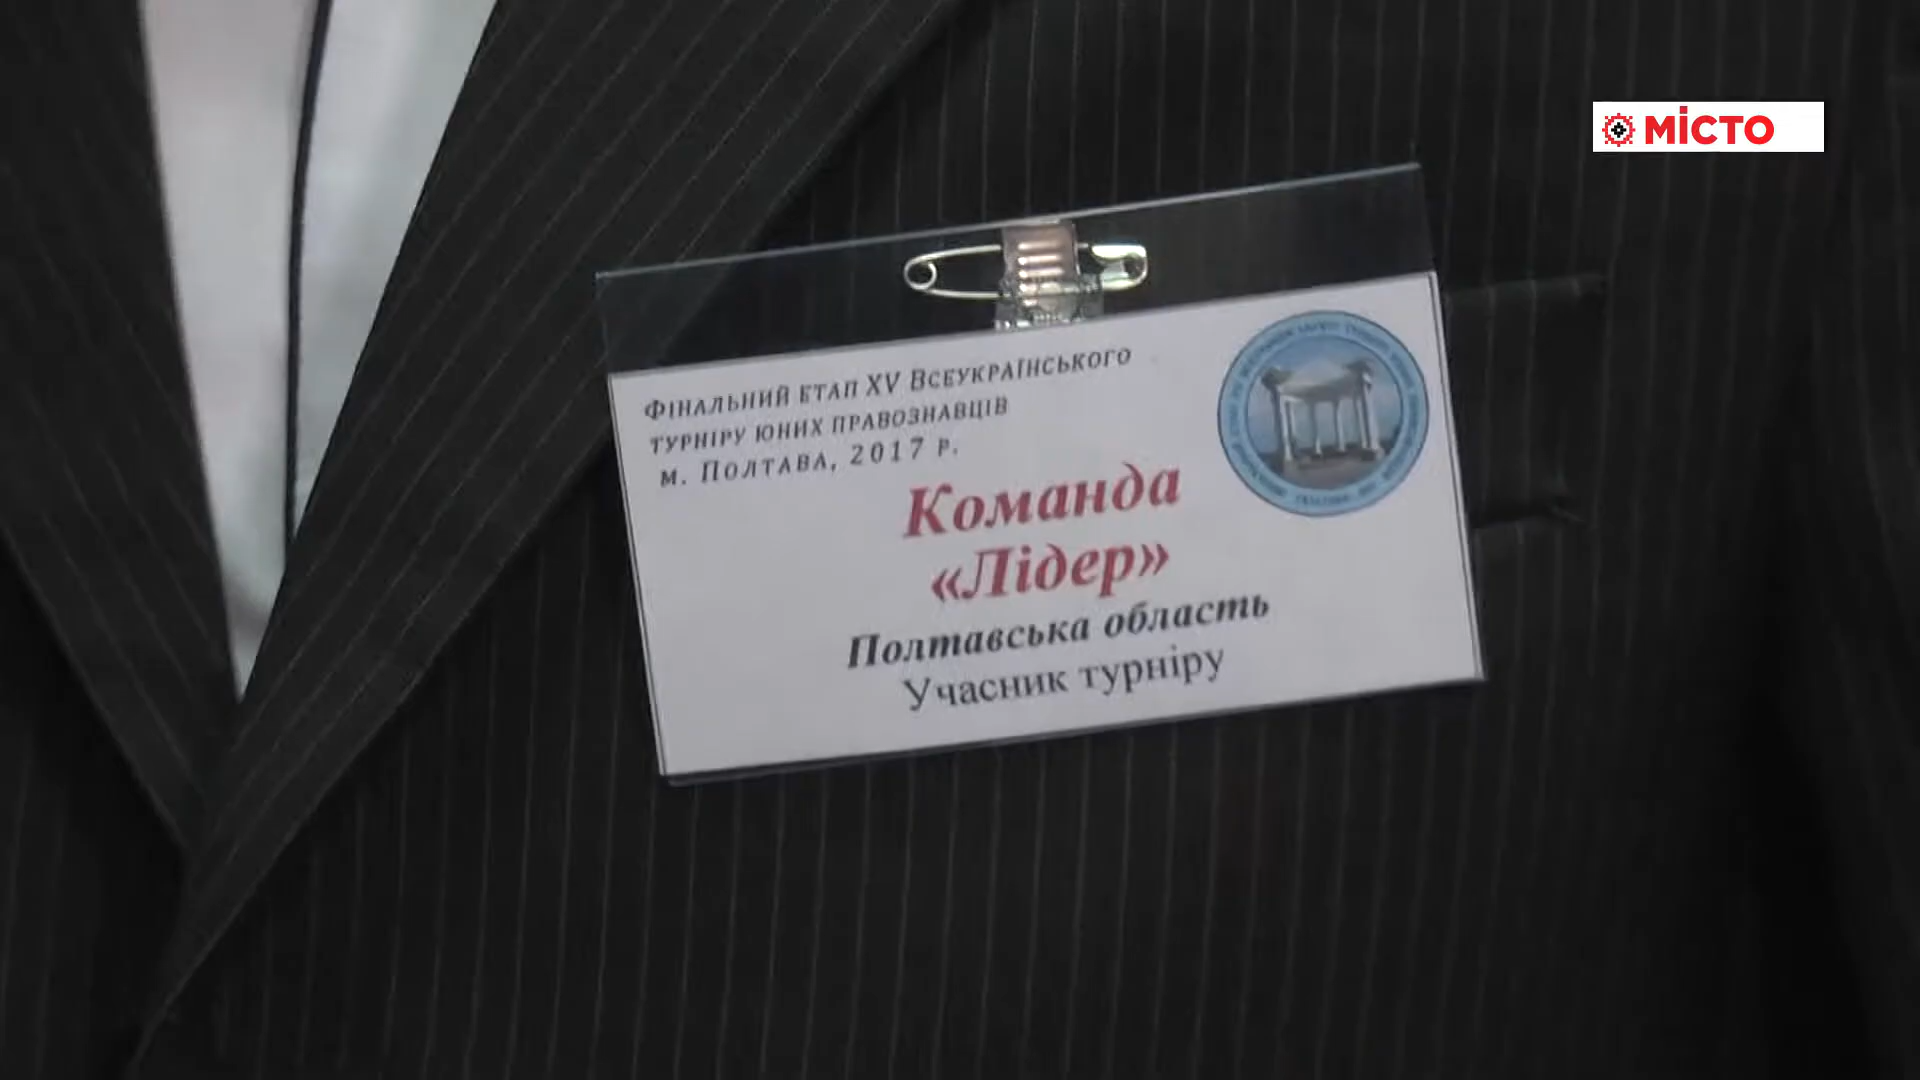 МІСТО
Фінальний етап XV Всеукраїнського
турніру юних правознавців
м. Полтава, 2017 р.
Команда
«Лідер»
Полтавська область
Учасник турніру